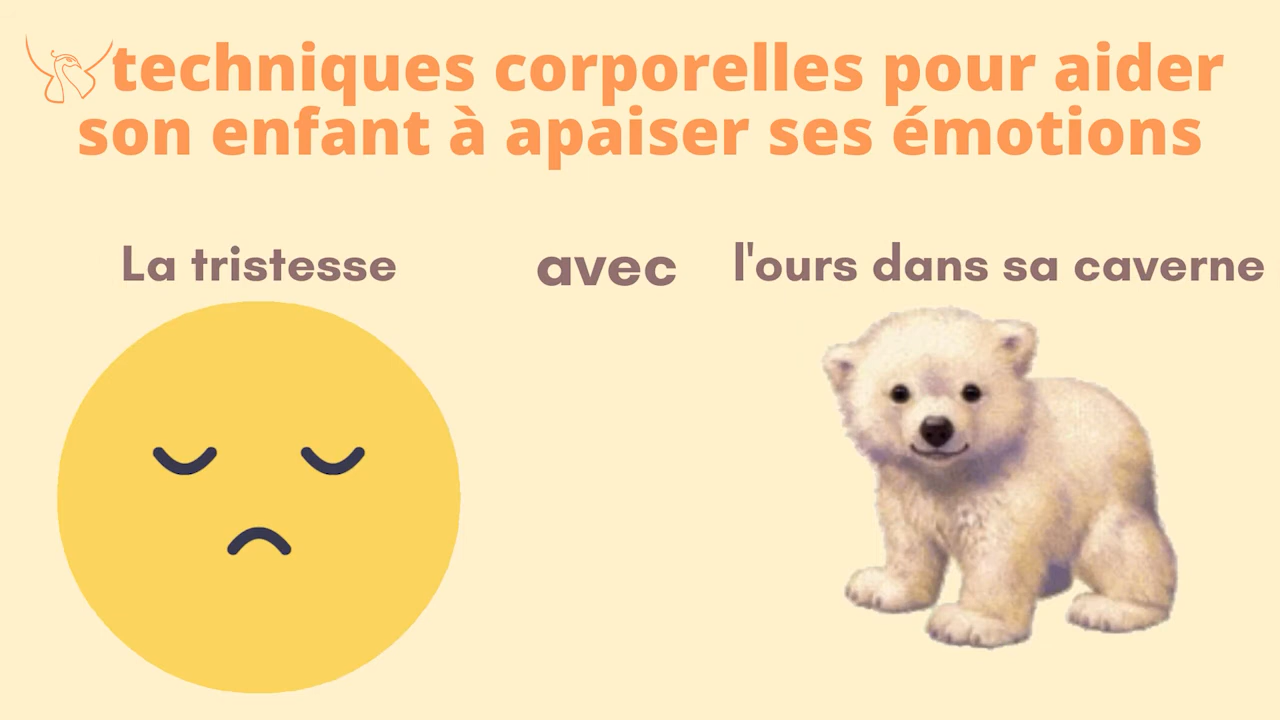 techniques corporelles pour aider
son enfant à apaiser ses émotions
La tristesse avec l'ours dans sa caverne